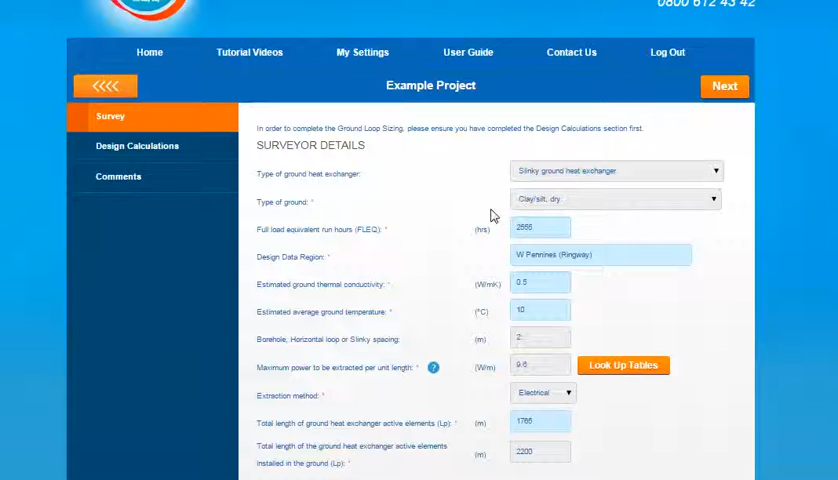 0800 612 43 42
Home Tutorial Videos My Settings User Guide Contact Us Log Out
<<<< Example Project Next
Survey
Design Calculations
Comments
In order to complete the Ground Loop Sizing, please ensure you have completed the Design Calculations section first.
SURVEYOR DETAILS
Type of ground heat exchanger: Slinky ground heat exchanger
Type of ground: * Clay/silt, dry
Full load equivalent run hours (FLEQ): * (hrs) 2555
Design Data Region: * W Pennines (Ringway)
Estimated ground thermal conductivity: * (W/mK) 0.5
Estimated average ground temperature: * (°C) 10
Borehole, Horizontal loop or Slinky spacing: (m) 2
Maximum power to be extracted per unit length: * ? (W/m) 9.6 Look Up Tables
Extraction method: * Electrical
Total length of ground heat exchanger active elements (Lp): * (m) 1765
Total length of the ground heat exchanger active elements
installed in the ground (Lp): * (m) 2200